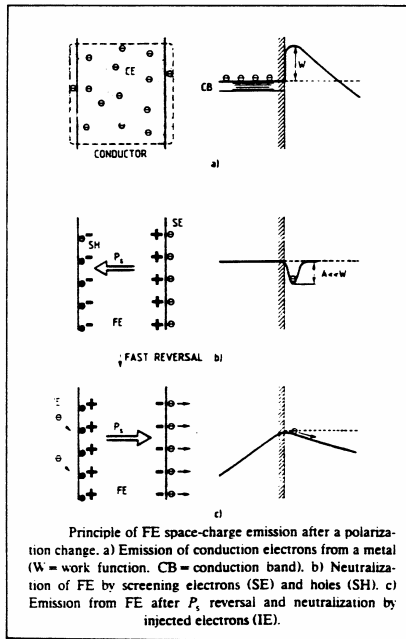 CE
CONDUCTOR
W
CB
a)
SH
SE
Ps
FE
A<<W
FAST REVERSAL
b)
E
Ps
FE
c)
Principle of FE space-charge emission after a polariza-
tion change. a) Emission of conduction electrons from a metal
(W = work function. CB = conduction band). b) Neutraliza-
tion of FE by screening electrons (SE) and holes (SH). c)
Emission from FE after Ps reversal and neutralization by
injected electrons (IE).